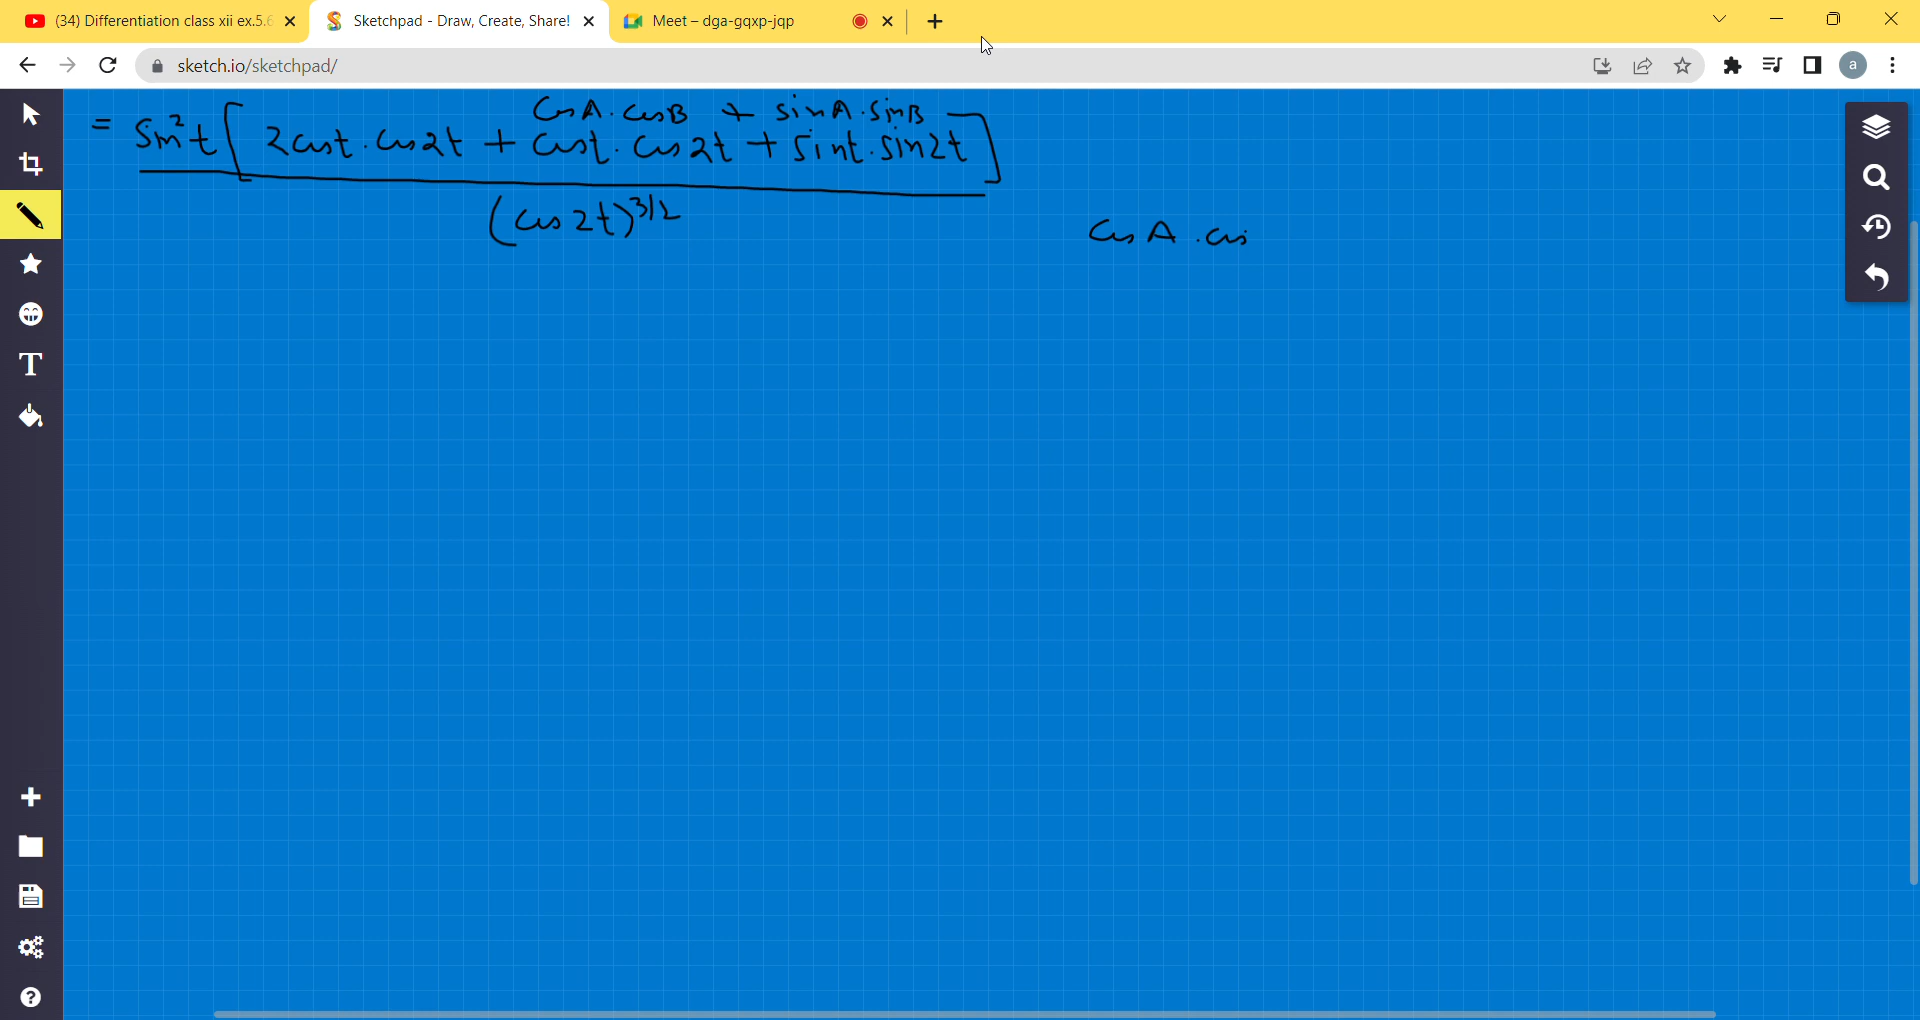 (34) Differentiation class xii ex.5.6
Sketchpad - Draw, Create, Share!
Meet – dga-gqxp-jqp
sketch.io/sketchpad/
a
cosA.cosB + sinA.sinB
= sin²t[2cost.cos2t + cost.cos2t + sint.sin2t]
(cos2t)^3/2
cosA.cos
T
?